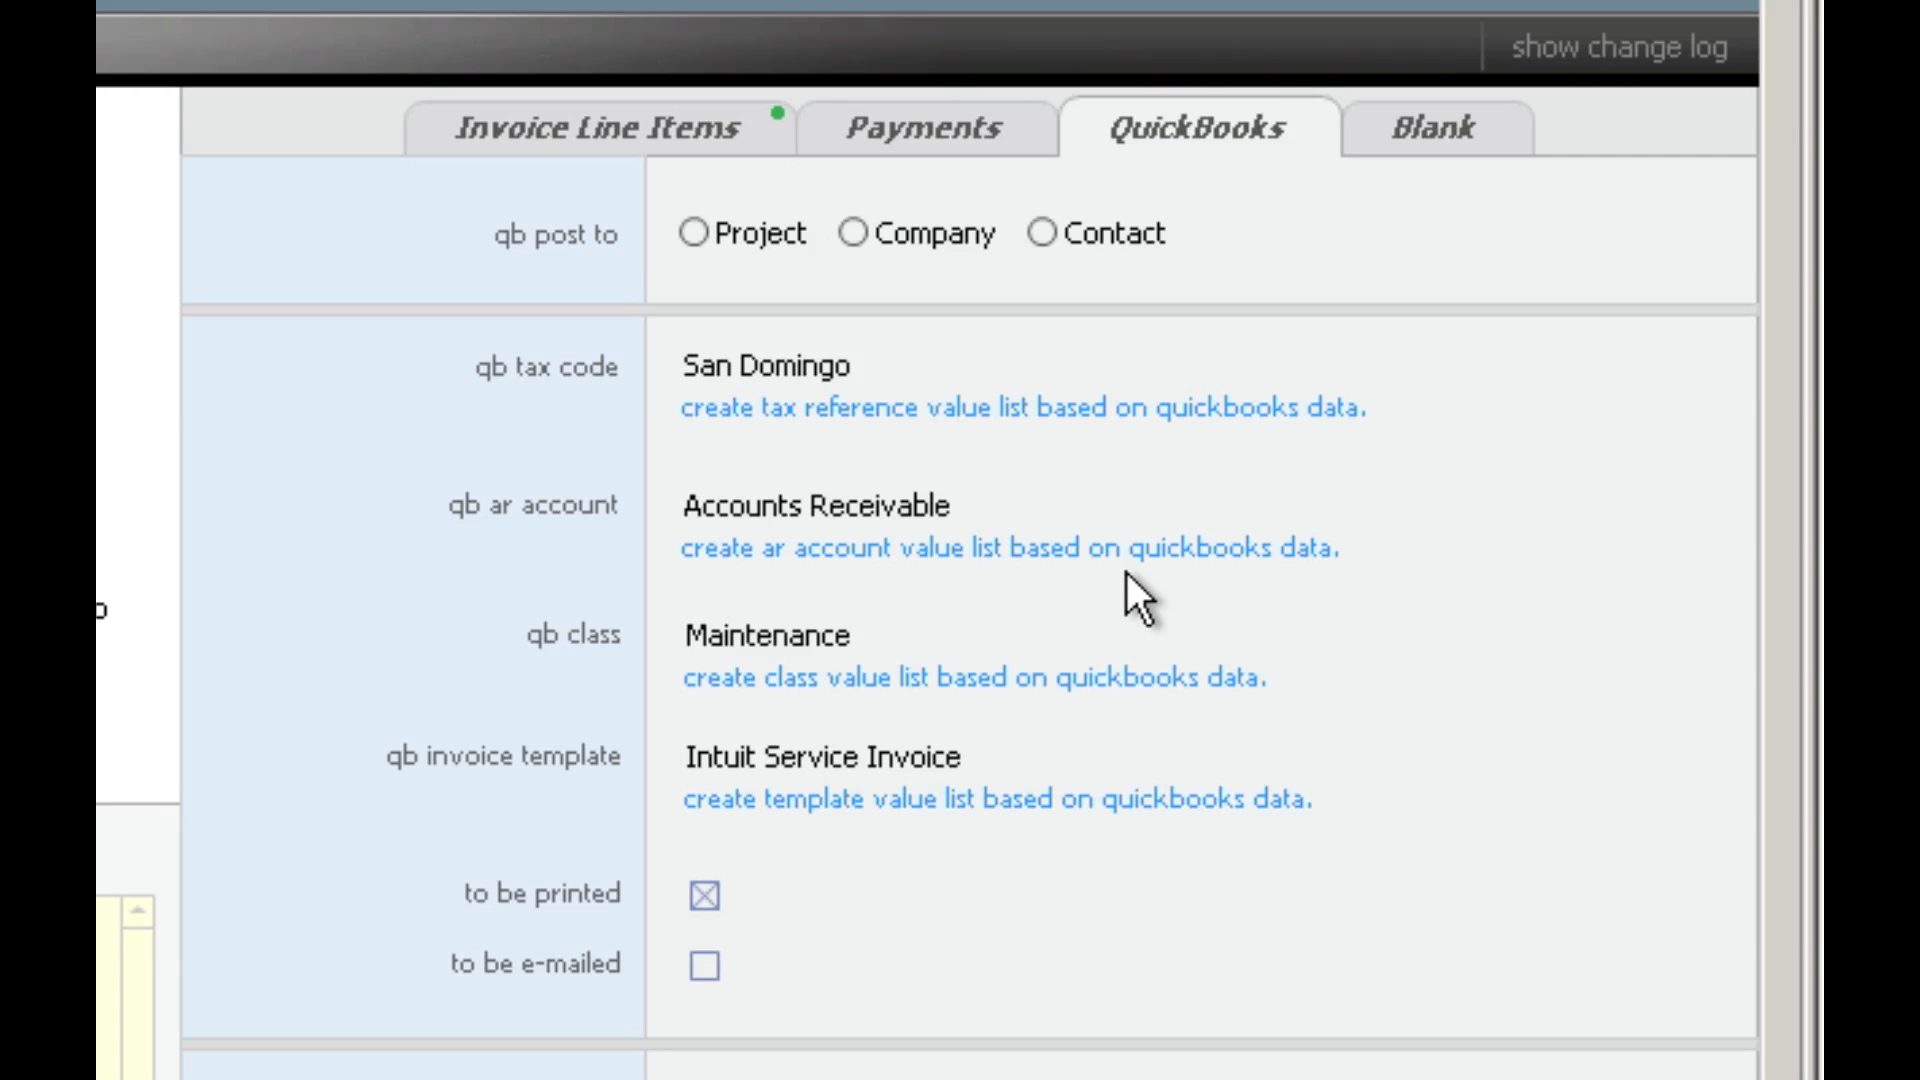 show change log
Invoice Line Items Payments QuickBooks Blank
qb post to Project Company Contact
qb tax code San Domingo
create tax reference value list based on quickbooks data.
qb ar account Accounts Receivable
create ar account value list based on quickbooks data.
qb class Maintenance
create class value list based on quickbooks data.
qb invoice template Intuit Service Invoice
create template value list based on quickbooks data.
to be printed
to be e-mailed